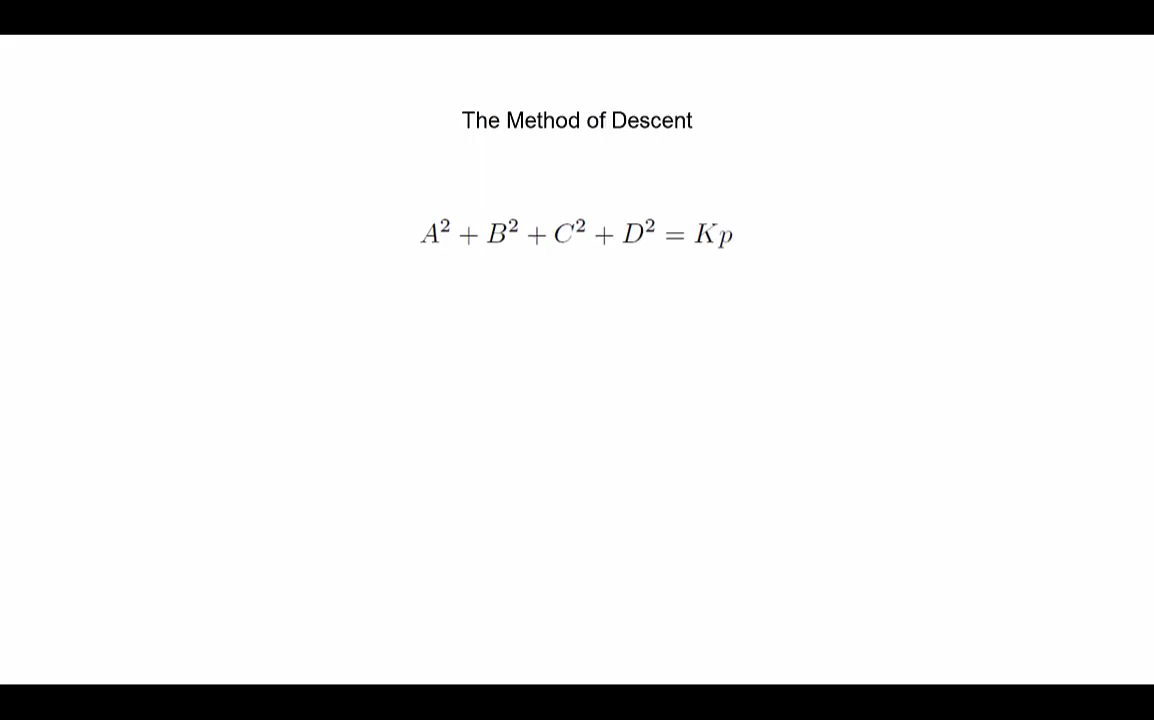 The Method of Descent
A² + B² + C² + D² = Kp